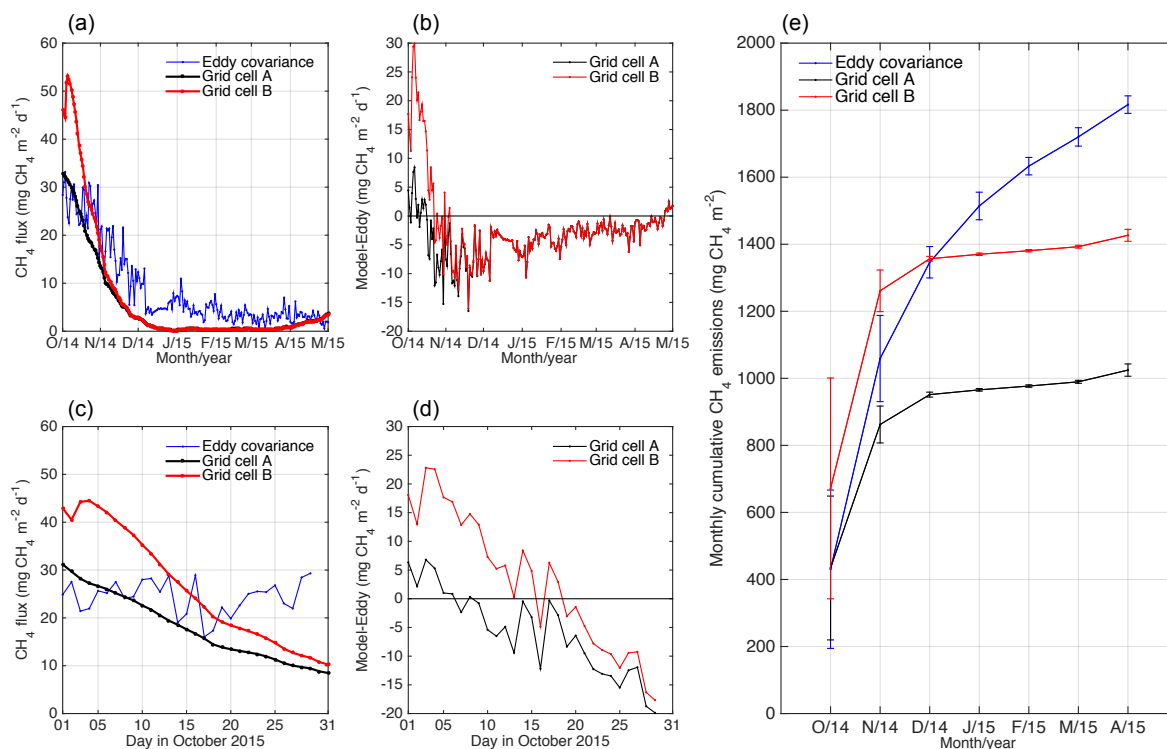 (a)
CH4 flux (mg CH4 m-2 d-1)
60
50
40
30
20
10
0
Eddy covariance
Grid cell A
Grid cell B
O/14 N/14 D/14 J/15 F/15 M/15 A/15 M/15
Month/year
(b)
Model-Eddy (mg CH4 m-2 d-1)
30
25
20
15
10
5
0
-5
-10
-15
-20
Grid cell A
Grid cell B
O/14 N/14 D/14 J/15 F/15 M/15 A/15 M/15
Month/year
(c)
CH4 flux (mg CH4 m-2 d-1)
60
50
40
30
20
10
0
Eddy covariance
Grid cell A
Grid cell B
01 05 10 15 20 25 31
Day in October 2015
(d)
Model-Eddy (mg CH4 m-2 d-1)
30
25
20
15
10
5
0
-5
-10
-15
-20
Grid cell A
Grid cell B
01 05 10 15 20 25 31
Day in October 2015
(e)
Monthly cumulative CH4 emissions (mg CH4 m-2)
2000
1800
1600
1400
1200
1000
800
600
400
200
0
Eddy covariance
Grid cell A
Grid cell B
O/14 N/14 D/14 J/15 F/15 M/15 A/15
Month/year